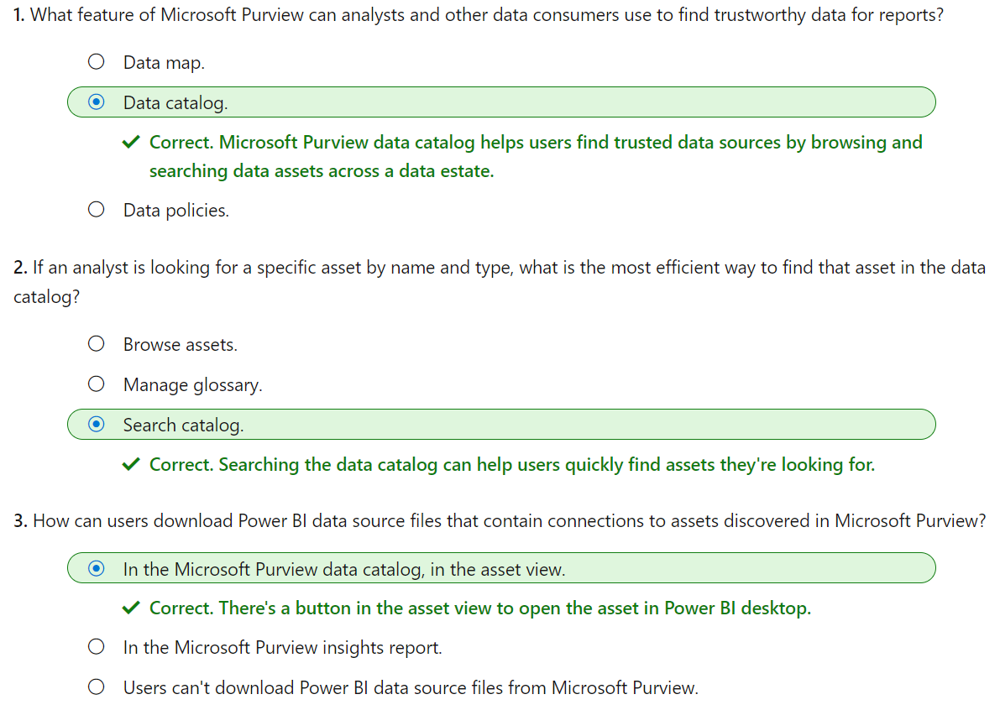 1. What feature of Microsoft Purview can analysts and other data consumers use to find trustworthy data for reports?
Data map.
Data catalog.
Correct. Microsoft Purview data catalog helps users find trusted data sources by browsing and
searching data assets across a data estate.
Data policies.
2. If an analyst is looking for a specific asset by name and type, what is the most efficient way to find that asset in the data
catalog?
Browse assets.
Manage glossary.
Search catalog.
Correct. Searching the data catalog can help users quickly find assets they're looking for.
3. How can users download Power BI data source files that contain connections to assets discovered in Microsoft Purview?
In the Microsoft Purview data catalog, in the asset view.
Correct. There's a button in the asset view to open the asset in Power BI desktop.
In the Microsoft Purview insights report.
Users can't download Power BI data source files from Microsoft Purview.